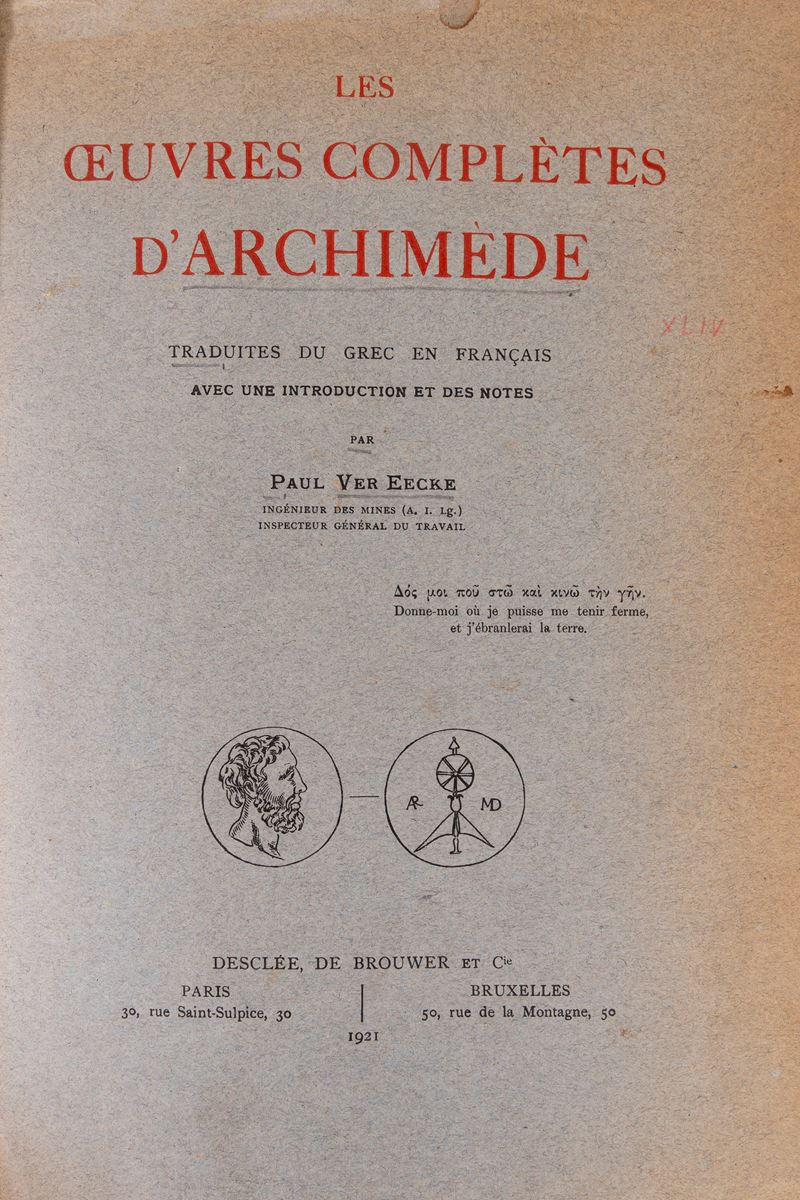 LES
ŒUVRES COMPLÈTES
D'ARCHIMÈDE
XLIV
TRADUITES DU GREC EN FRANÇAIS
AVEC UNE INTRODUCTION ET DES NOTES
PAR
PAUL VER EECKE
INGÉNIEUR DES MINES (A. I. Lg.)
INSPECTEUR GÉNÉRAL DU TRAVAIL
Δός μοι ποῦ στῶ καὶ κινῶ τὴν γῆν.
Donne-moi où je puisse me tenir ferme,
et j'ébranlerai la terre.
AR MD
DESCLÉE, DE BROUWER ET Cie
PARIS BRUXELLES
30, rue Saint-Sulpice, 30 50, rue de la Montagne, 50
1921